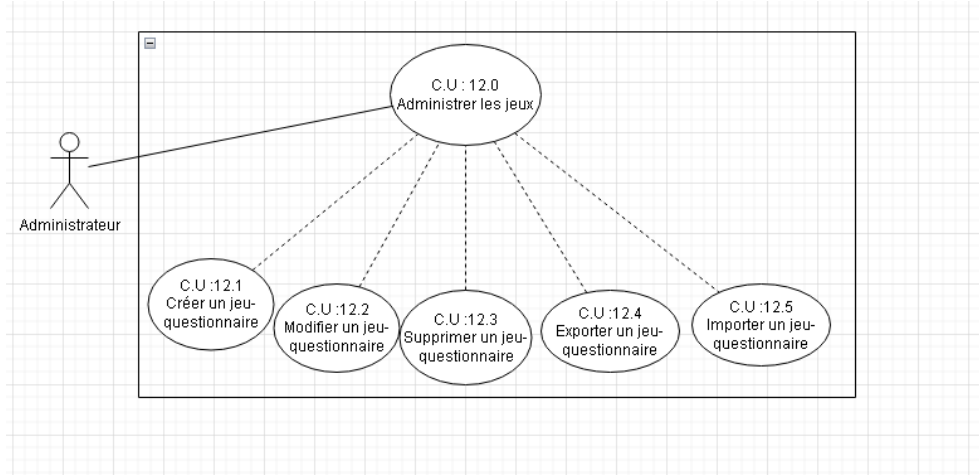 C.U : 12.0
Administrer les jeux
Administrateur
C.U :12.1
Créer un jeu-
questionnaire
C.U :12.2
Modifier un jeu-
questionnaire
C.U :12.3
Supprimer un jeu-
questionnaire
C.U :12.4
Exporter un jeu-
questionnaire
C.U :12.5
Importer un jeu-
questionnaire